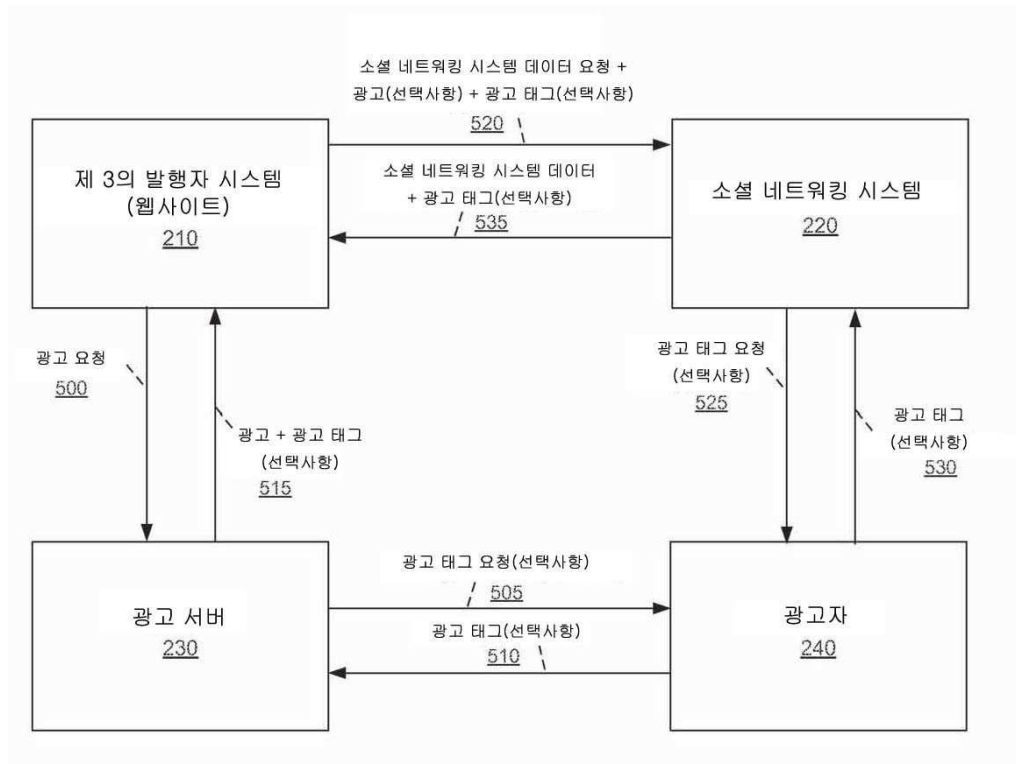 소셜 네트워킹 시스템 데이터 요청 +
광고(선택사항) + 광고 태그(선택사항)
520
제 3의 발행자 시스템
(웹사이트)
210
소셜 네트워킹 시스템 데이터
+ 광고 태그(선택사항)
535
소셜 네트워킹 시스템
220
광고 요청
500
광고 + 광고 태그
(선택사항)
515
광고 태그 요청
(선택사항)
525
광고 태그
(선택사항)
530
광고 서버
230
광고 태그 요청(선택사항)
505
광고 태그(선택사항)
510
광고자
240